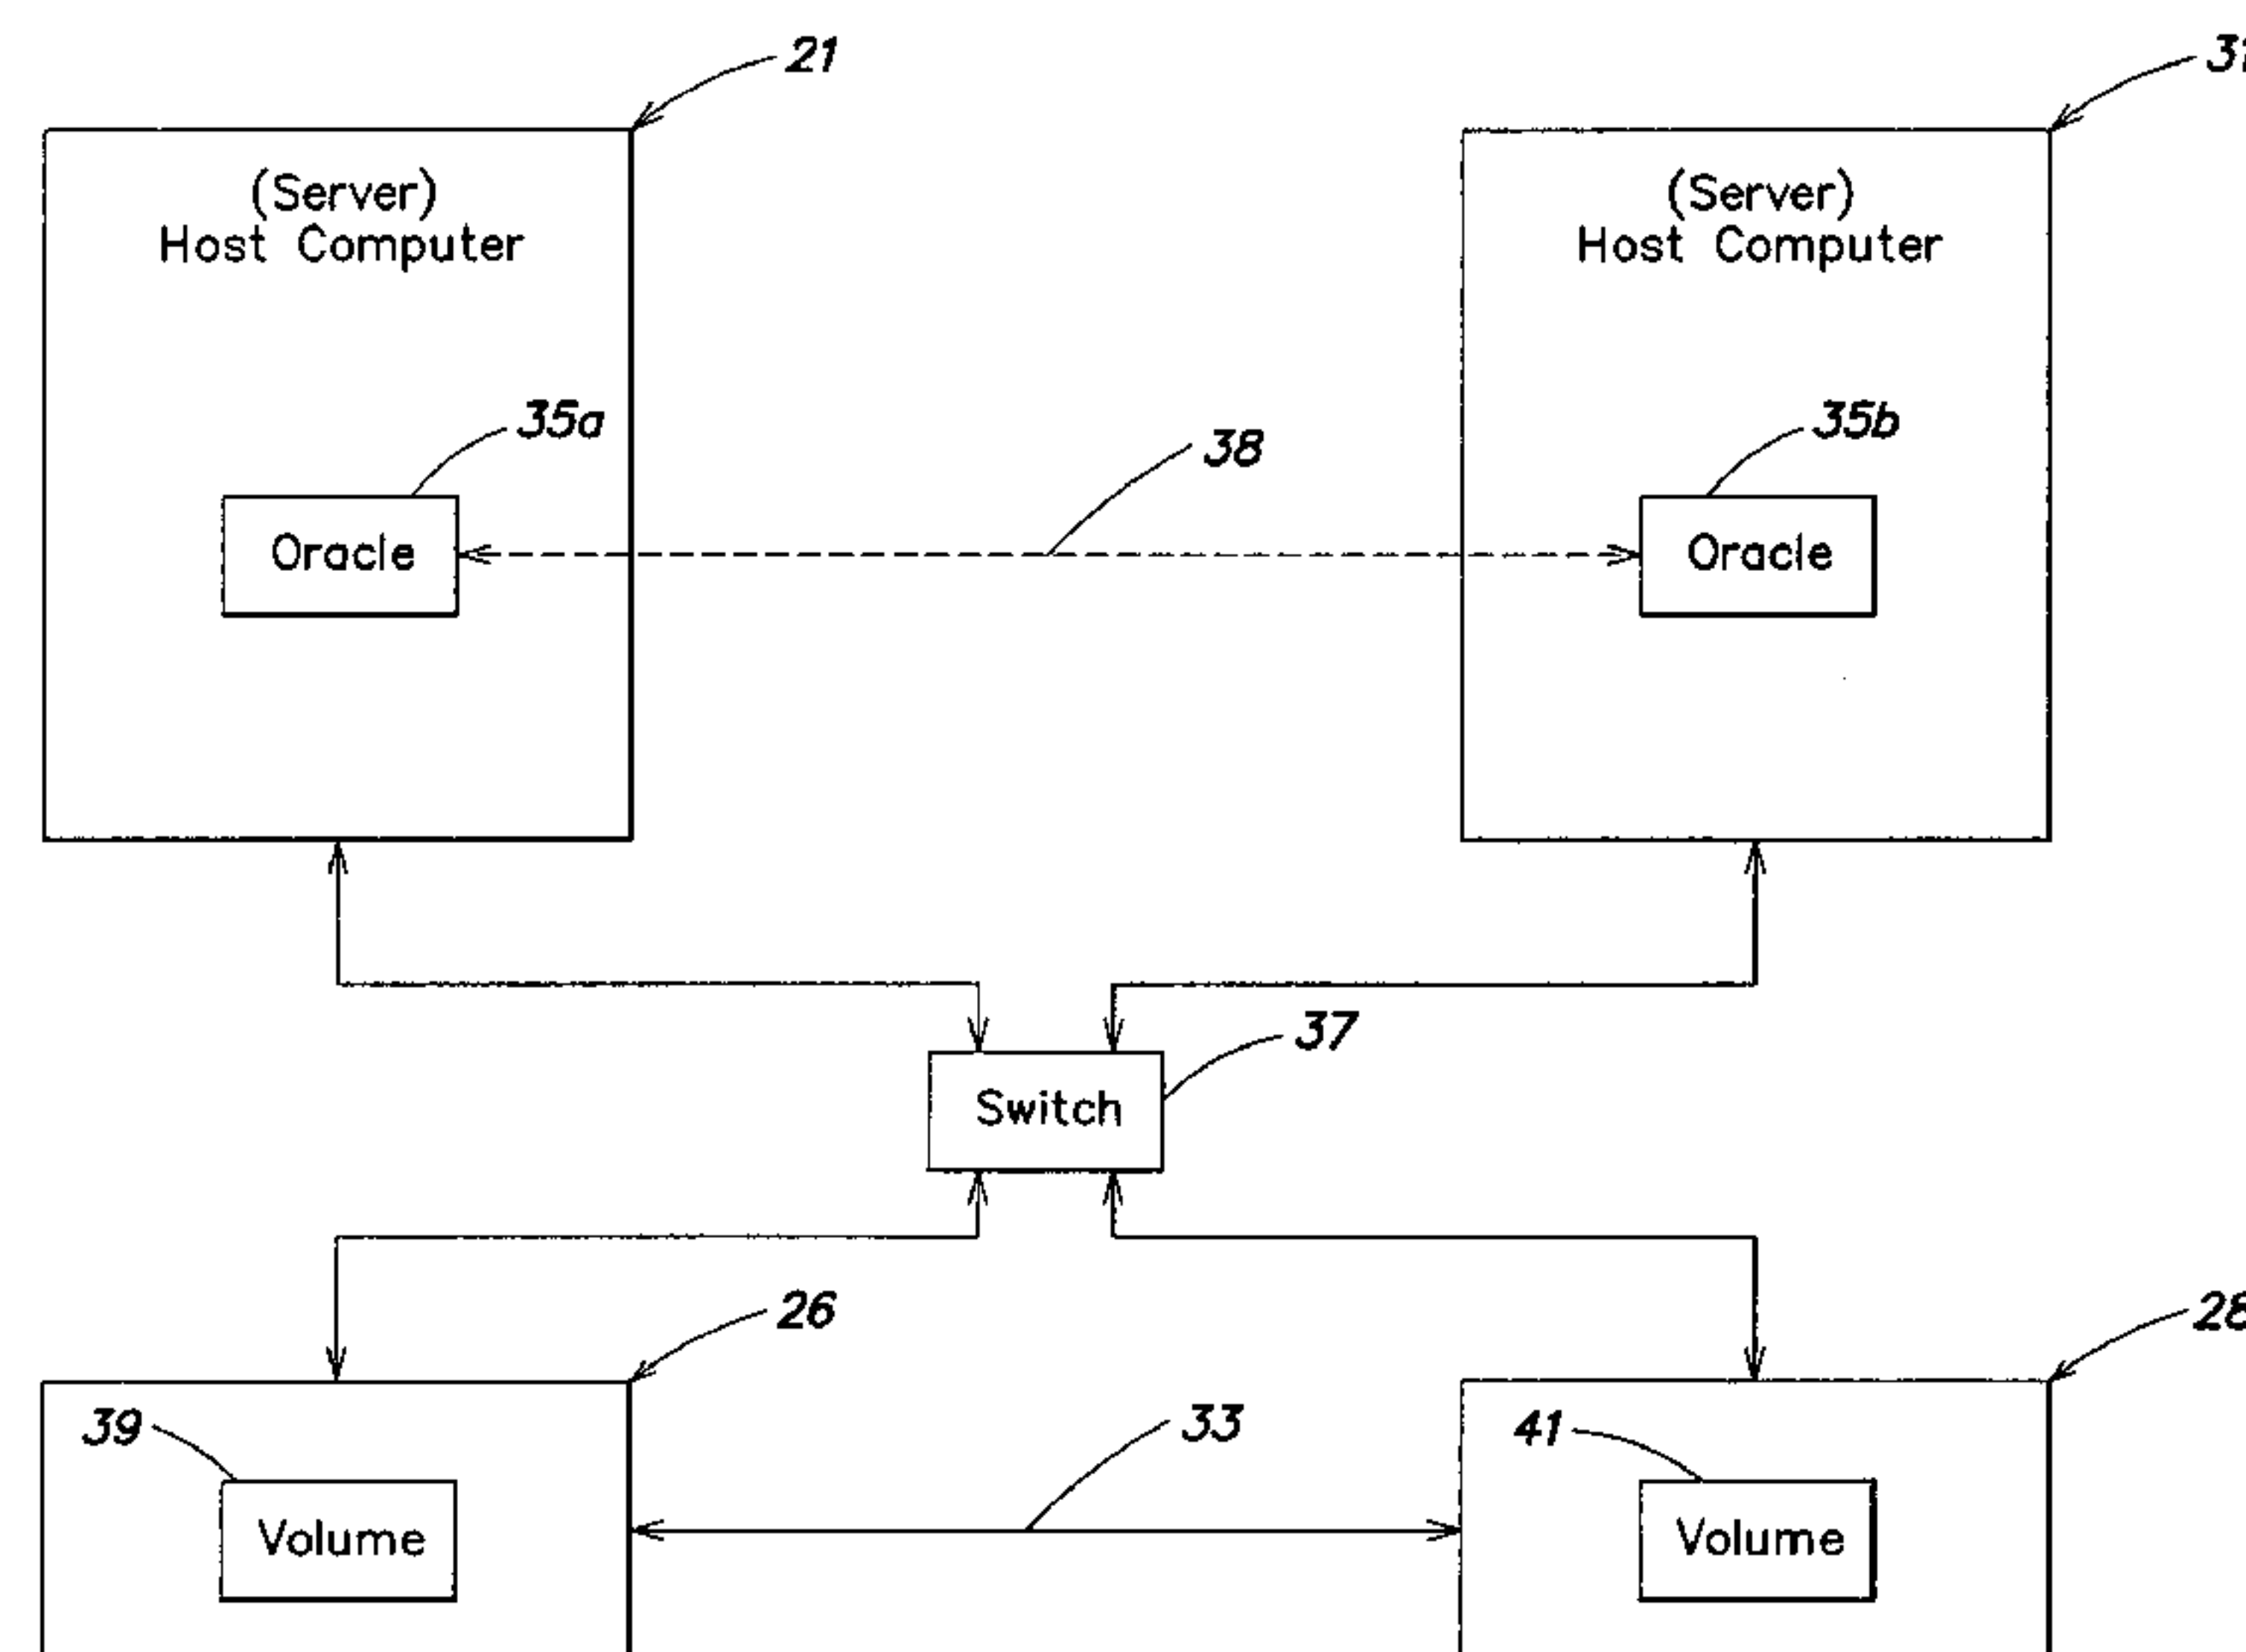 21
(Server)
Host Computer
(Server)
Host Computer
35a
38
35b
Oracle
Oracle
37
Switch
26
28
39
33
41
Volume
Volume